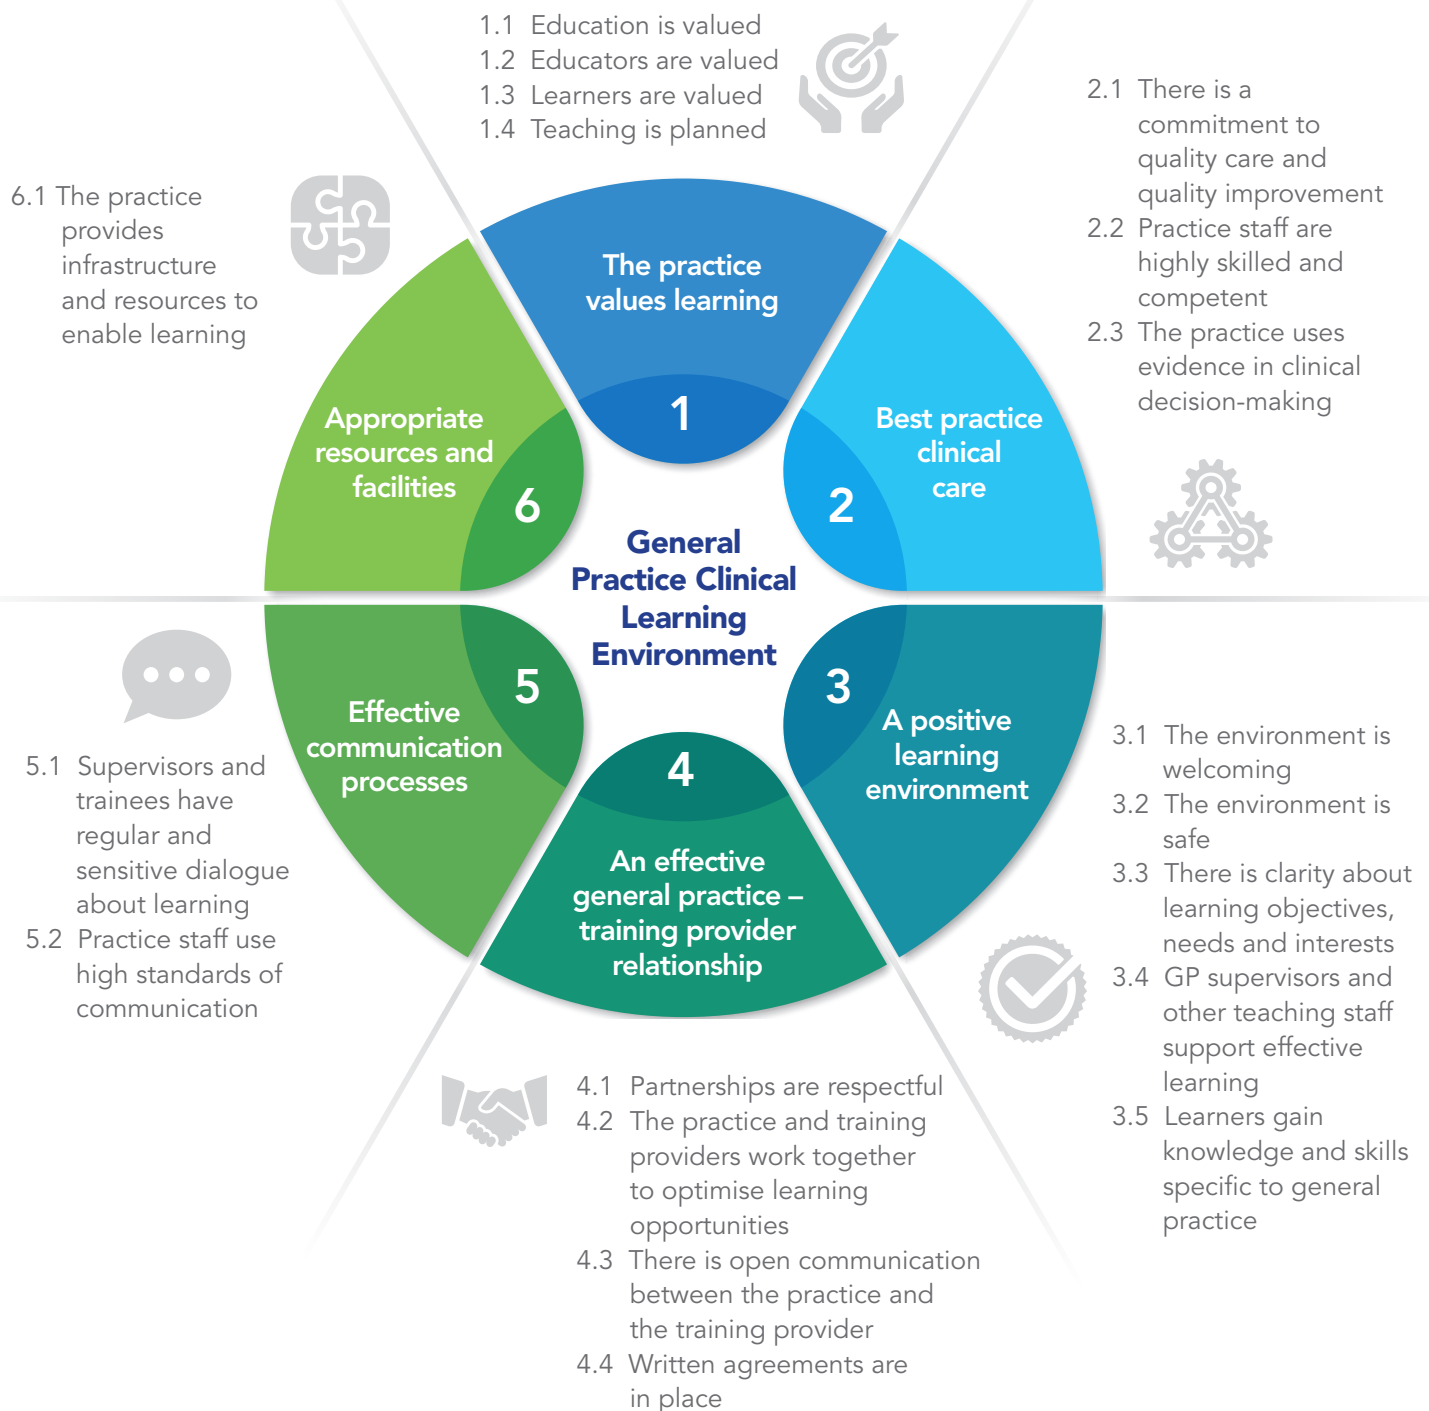 1.1 Education is valued
1.2 Educators are valued
1.3 Learners are valued
1.4 Teaching is planned
The practice
values learning
1
2.1 There is a
commitment to
quality care and
quality improvement
2.2 Practice staff are
highly skilled and
competent
2.3 The practice uses
evidence in clinical
decision-making
Best practice
clinical
care
2
3.1 The environment is
welcoming
3.2 The environment is
safe
3.3 There is clarity about
learning objectives,
needs and interests
3.4 GP supervisors and
other teaching staff
support effective
learning
3.5 Learners gain
knowledge and skills
specific to general
practice
A positive
learning
environment
3
4
An effective
general practice –
training provider
relationship
4.1 Partnerships are respectful
4.2 The practice and training
providers work together
to optimise learning
opportunities
4.3 There is open communication
between the practice and
the training provider
4.4 Written agreements are
in place
5
Effective
communication
processes
5.1 Supervisors and
trainees have
regular and
sensitive dialogue
about learning
5.2 Practice staff use
high standards of
communication
6.1 The practice
provides
infrastructure
and resources to
enable learning
Appropriate
resources and
facilities
6
General
Practice Clinical
Learning
Environment